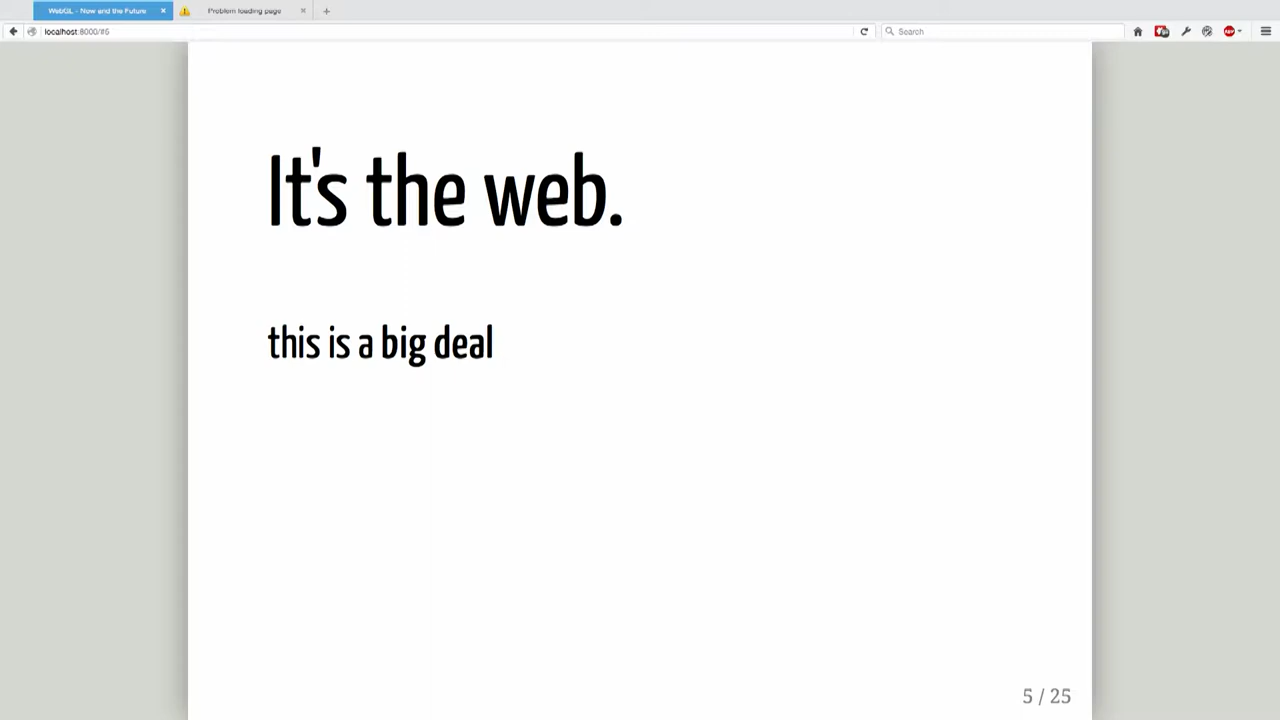 WebGL - Now and the Future
Problem loading page
localhost:8000/#5
Search
It's the web.
this is a big deal
5 / 25